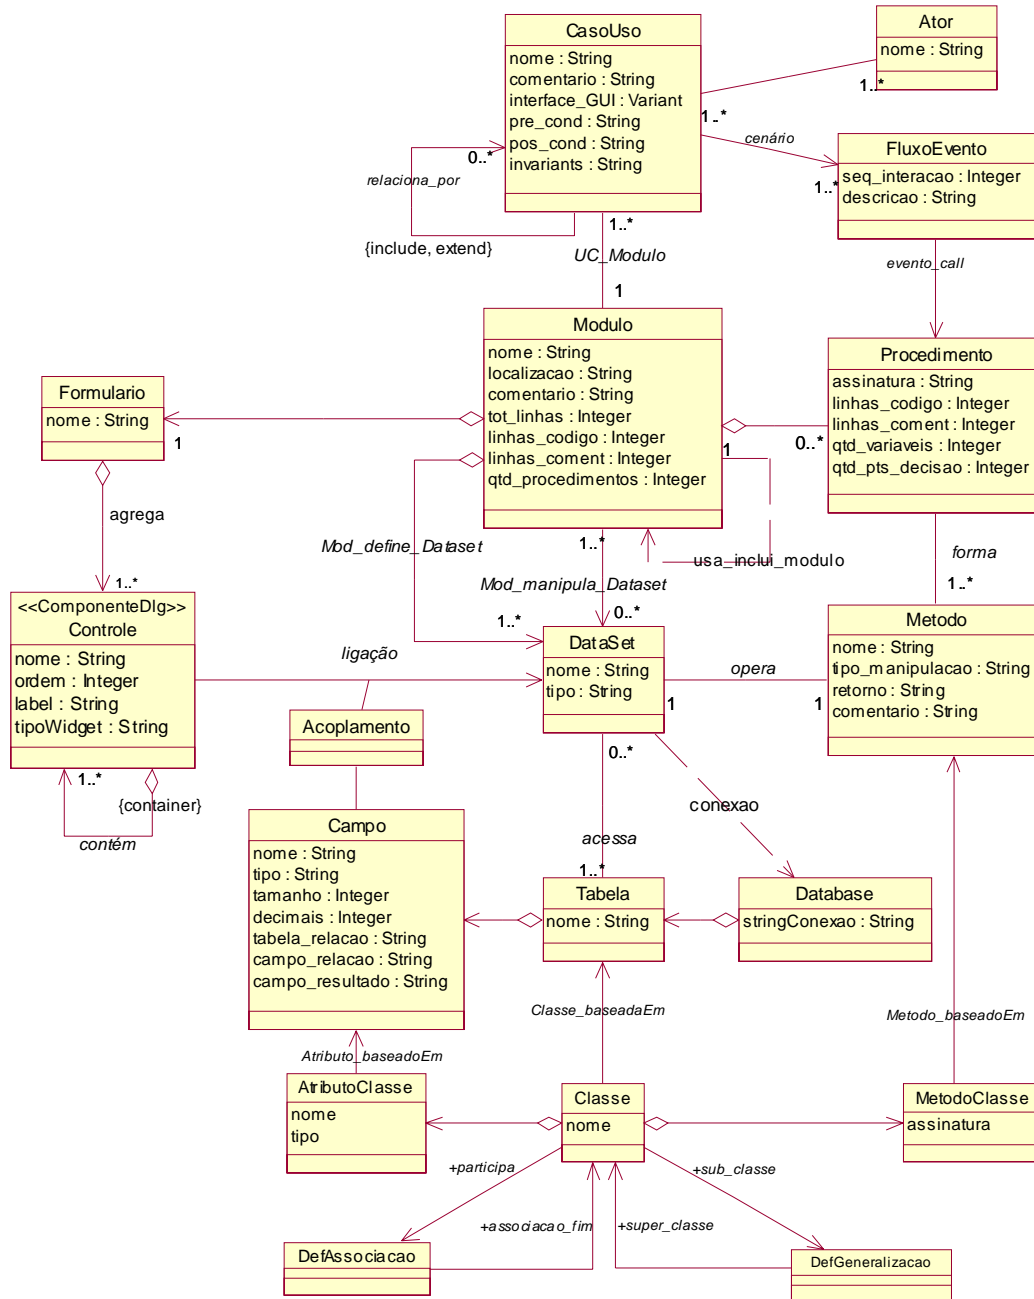 CasoUso
nome : String
comentario : String
interface_GUI : Variant
pre_cond : String
pos_cond : String
invariants : String
Ator
nome : String
1..*
1..*
cenário
FluxoEvento
seq_interacao : Integer
descricao : String
1..*
0..*
relaciona_por
{include, extend}
1..*
UC_Modulo
1
evento_call
Modulo
nome : String
localizacao : String
comentario : String
tot_linhas : Integer
linhas_codigo : Integer
linhas_coment : Integer
qtd_procedimentos : Integer
Procedimento
assinatura : String
linhas_codigo : Integer
linhas_coment : Integer
qtd_variaveis : Integer
qtd_pts_decisao : Integer
Formulario
nome : String
1
1
0..*
agrega
Mod_define_Dataset
1..*
usa_inclui_modulo
Mod_manipula_Dataset
forma
1..*
1..*
<<ComponenteDlg>>
Controle
nome : String
ordem : Integer
label : String
tipoWidget : String
1..*
0..*
DataSet
nome : String
tipo : String
Metodo
nome : String
tipo_manipulacao : String
retorno : String
comentario : String
ligação
opera
1
1
Acoplamento
0..*
1..*
{container}
contém
conexao
Campo
nome : String
tipo : String
tamanho : Integer
decimais : Integer
tabela_relacao : String
campo_relacao : String
campo_resultado : String
acessa
1..*
Tabela
nome : String
Database
stringConexao : String
Classe_baseadaEm
Metodo_baseadoEm
Atributo_baseadoEm
AtributoClasse
nome
tipo
Classe
nome
MetodoClasse
assinatura
+participa
+sub_classe
+associacao_fim
+super_classe
DefAssociacao
DefGeneralizacao